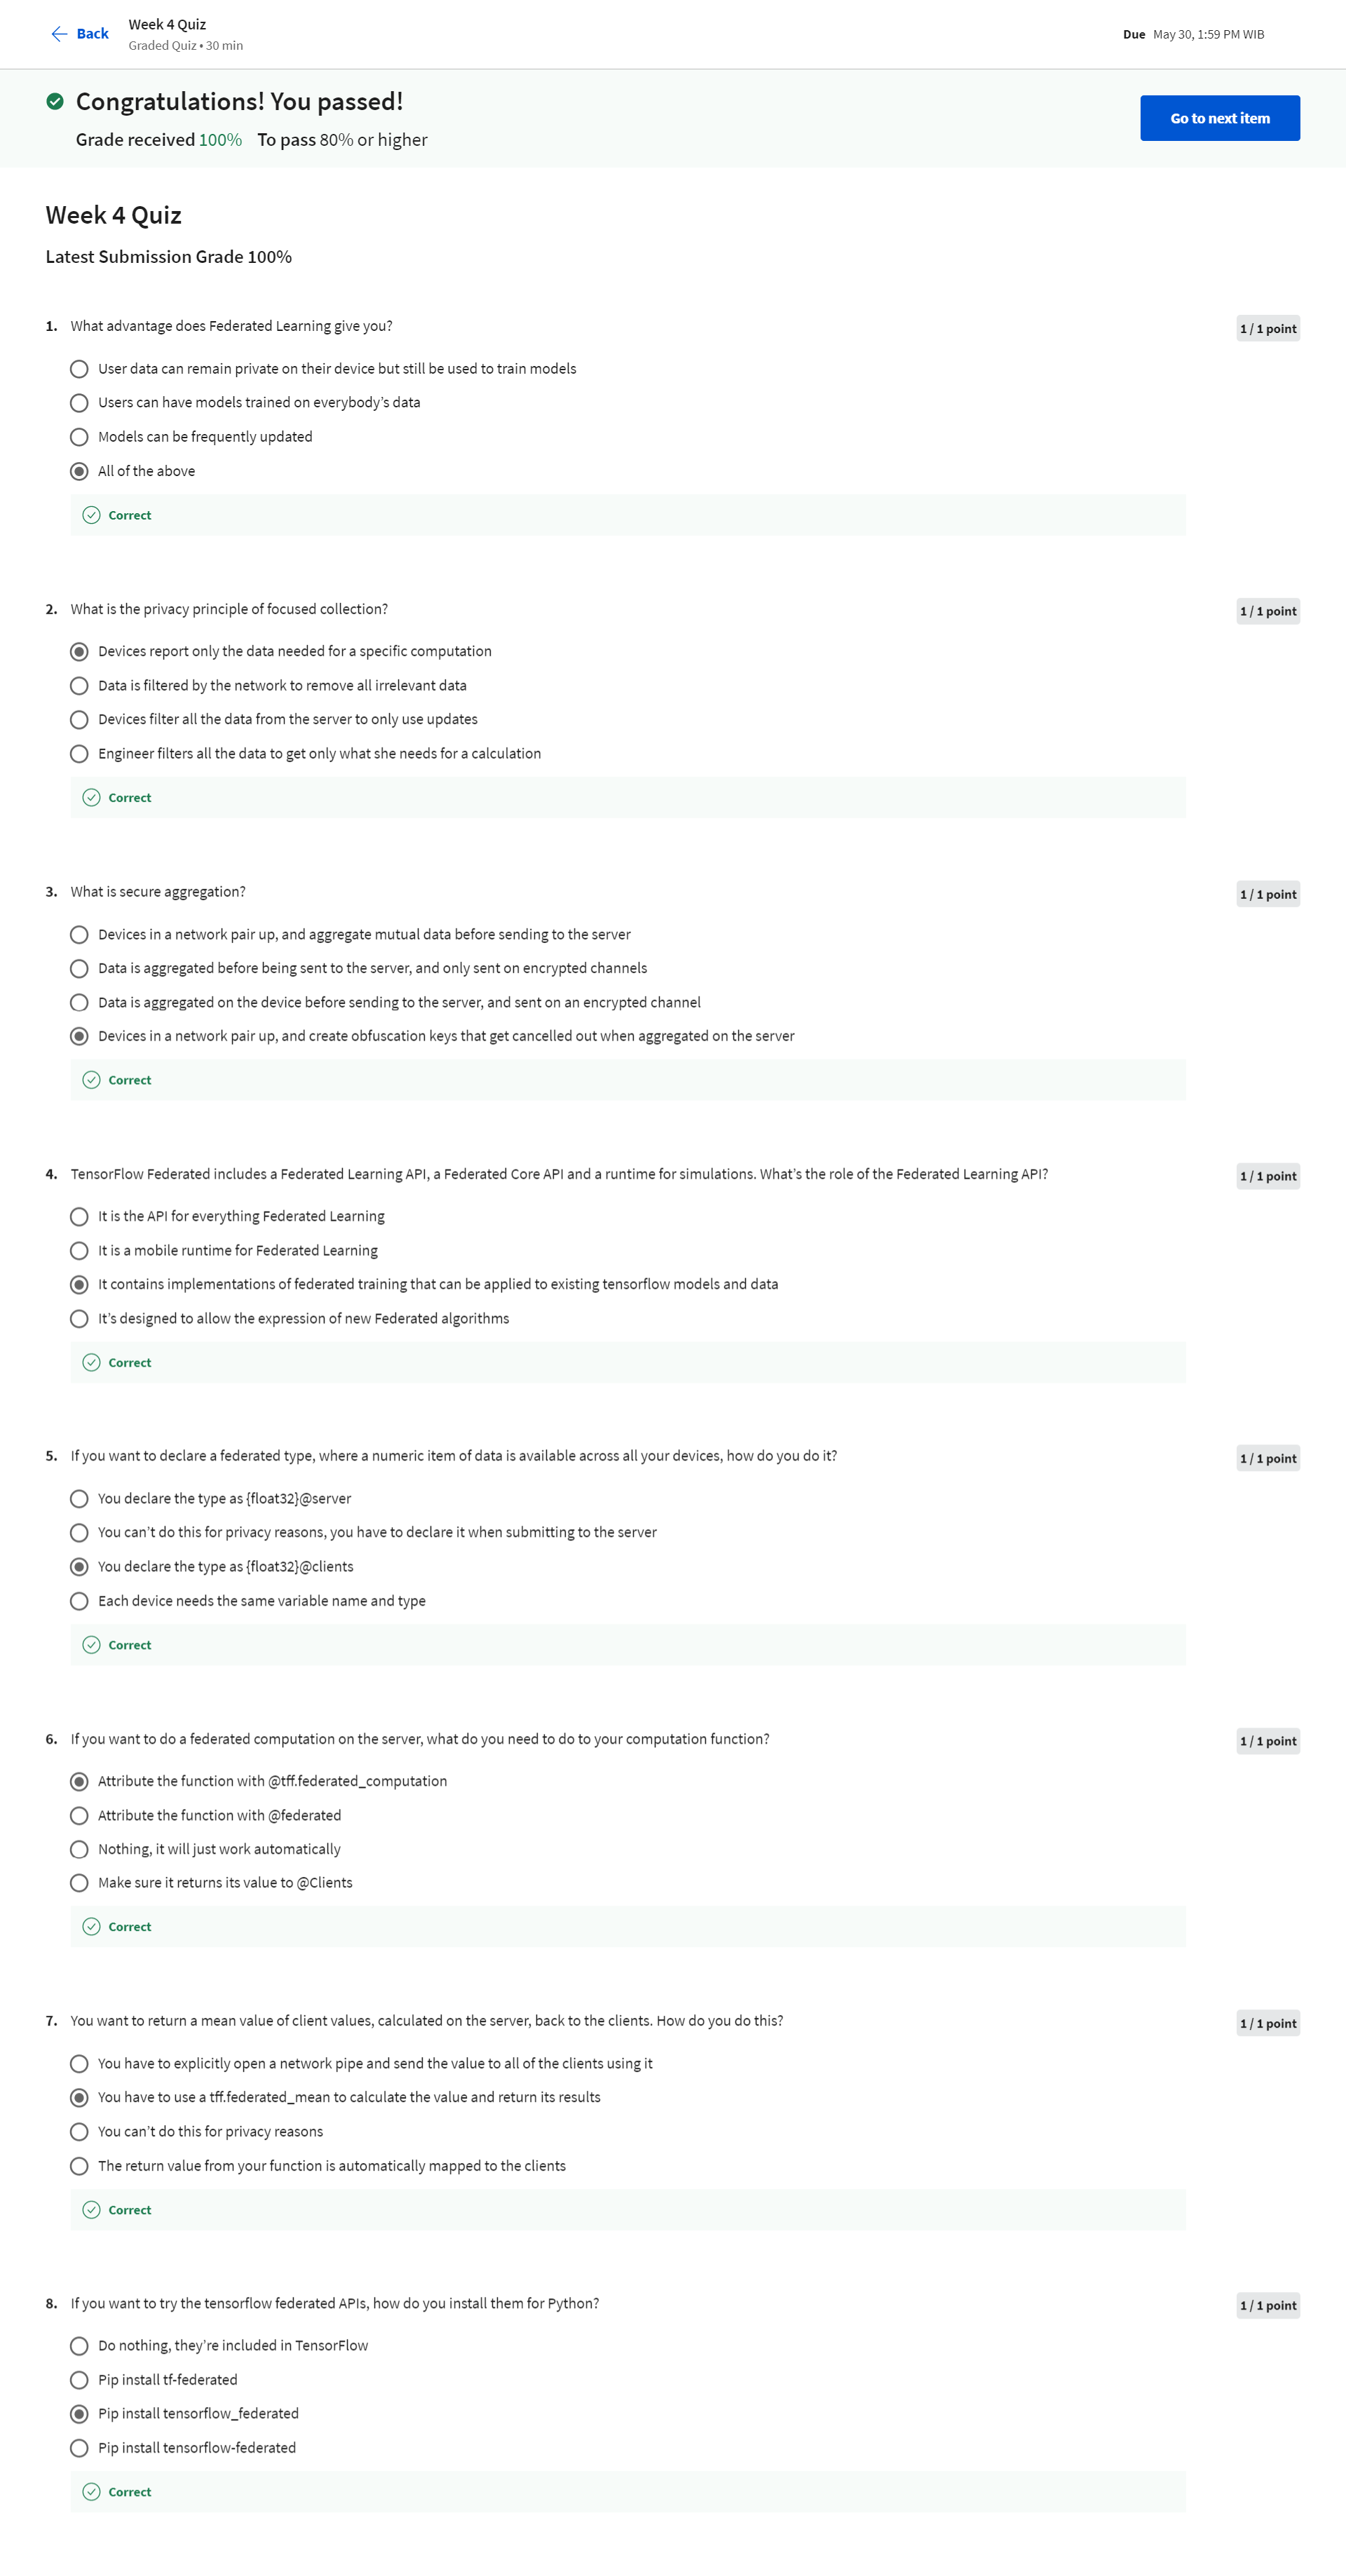 Back
Week 4 Quiz
Graded Quiz • 30 min
Due May 30, 1:59 PM WIB
Congratulations! You passed!
Grade received 100% To pass 80% or higher
Go to next item
Week 4 Quiz
Latest Submission Grade 100%
1. What advantage does Federated Learning give you?
1 / 1 point
User data can remain private on their device but still be used to train models
Users can have models trained on everybody’s data
Models can be frequently updated
All of the above
Correct
2. What is the privacy principle of focused collection?
1 / 1 point
Devices report only the data needed for a specific computation
Data is filtered by the network to remove all irrelevant data
Devices filter all the data from the server to only use updates
Engineer filters all the data to get only what she needs for a calculation
Correct
3. What is secure aggregation?
1 / 1 point
Devices in a network pair up, and aggregate mutual data before sending to the server
Data is aggregated before being sent to the server, and only sent on encrypted channels
Data is aggregated on the device before sending to the server, and sent on an encrypted channel
Devices in a network pair up, and create obfuscation keys that get cancelled out when aggregated on the server
Correct
4. TensorFlow Federated includes a Federated Learning API, a Federated Core API and a runtime for simulations. What’s the role of the Federated Learning API?
1 / 1 point
It is the API for everything Federated Learning
It is a mobile runtime for Federated Learning
It contains implementations of federated training that can be applied to existing tensorflow models and data
It’s designed to allow the expression of new Federated algorithms
Correct
5. If you want to declare a federated type, where a numeric item of data is available across all your devices, how do you do it?
1 / 1 point
You declare the type as {float32}@server
You can’t do this for privacy reasons, you have to declare it when submitting to the server
You declare the type as {float32}@clients
Each device needs the same variable name and type
Correct
6. If you want to do a federated computation on the server, what do you need to do to your computation function?
1 / 1 point
Attribute the function with @tff.federated_computation
Attribute the function with @federated
Nothing, it will just work automatically
Make sure it returns its value to @Clients
Correct
7. You want to return a mean value of client values, calculated on the server, back to the clients. How do you do this?
1 / 1 point
You have to explicitly open a network pipe and send the value to all of the clients using it
You have to use a tff.federated_mean to calculate the value and return its results
You can’t do this for privacy reasons
The return value from your function is automatically mapped to the clients
Correct
8. If you want to try the tensorflow federated APIs, how do you install them for Python?
1 / 1 point
Do nothing, they’re included in TensorFlow
Pip install tf-federated
Pip install tensorflow_federated
Pip install tensorflow-federated
Correct